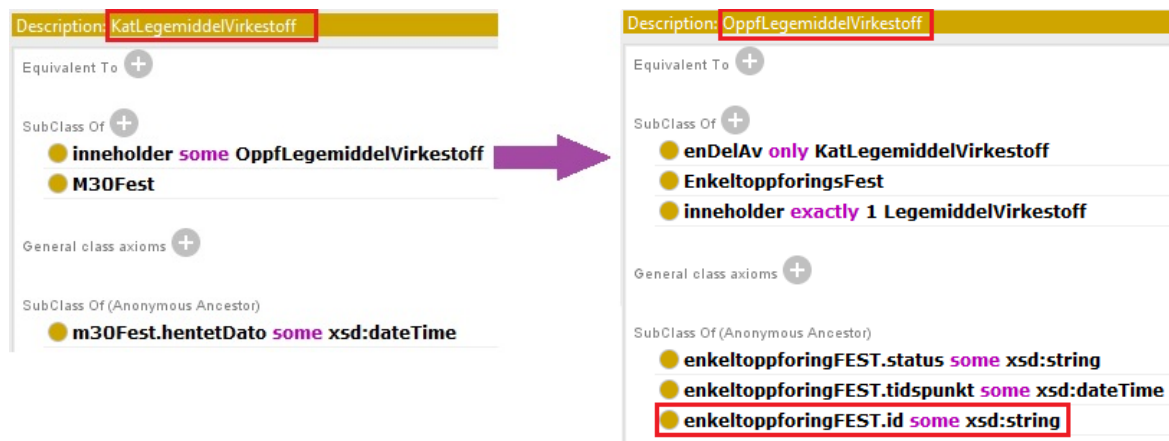 Description: KatLegemiddelVirkestoff
Equivalent To
SubClass Of
inneholder some OppfLegemiddelVirkestoff
M30Fest
General class axioms
SubClass Of (Anonymous Ancestor)
m30Fest.hentetDato some xsd:dateTime
Description: OppfLegemiddelVirkestoff
Equivalent To
SubClass Of
enDelAv only KatLegemiddelVirkestoff
EnkeltoppforingsFest
inneholder exactly 1 LegemiddelVirkestoff
General class axioms
SubClass Of (Anonymous Ancestor)
enkeltoppforingFEST.status some xsd:string
enkeltoppforingFEST.tidspunkt some xsd:dateTime
enkeltoppforingFEST.id some xsd:string